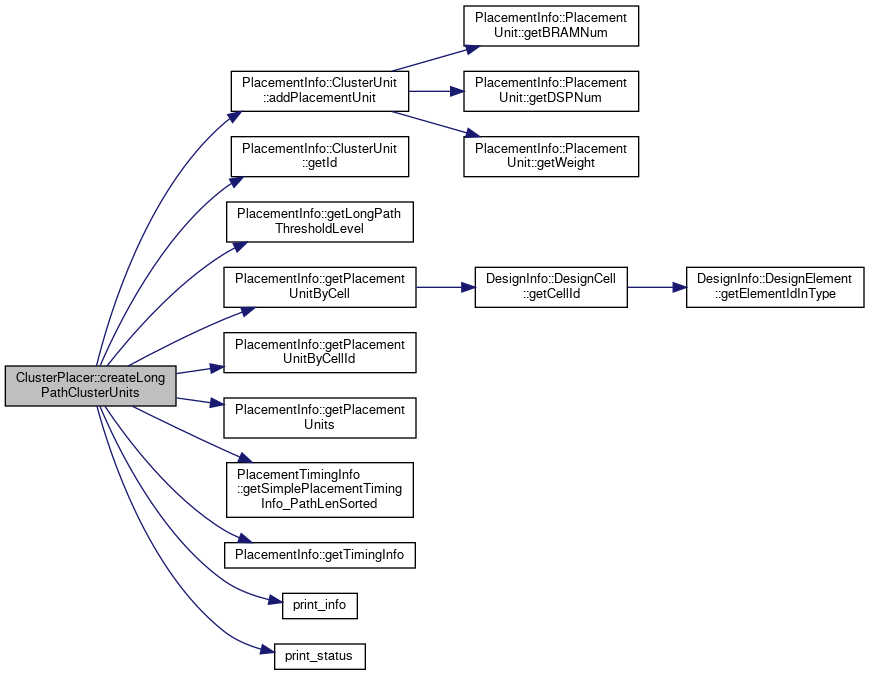 PlacementInfo::Placement
Unit::getBRAMNum
PlacementInfo::ClusterUnit
::addPlacementUnit
PlacementInfo::Placement
Unit::getDSPNum
PlacementInfo::ClusterUnit
::getId
PlacementInfo::Placement
Unit::getWeight
PlacementInfo::getLongPath
ThresholdLevel
PlacementInfo::getPlacement
UnitByCell
DesignInfo::DesignCell
::getCellId
DesignInfo::DesignElement
::getElementIdInType
PlacementInfo::getPlacement
UnitByCellId
ClusterPlacer::createLong
PathClusterUnits
PlacementInfo::getPlacement
Units
PlacementTimingInfo
::getSimplePlacementTiming
Info_PathLenSorted
PlacementInfo::getTimingInfo
print_info
print_status